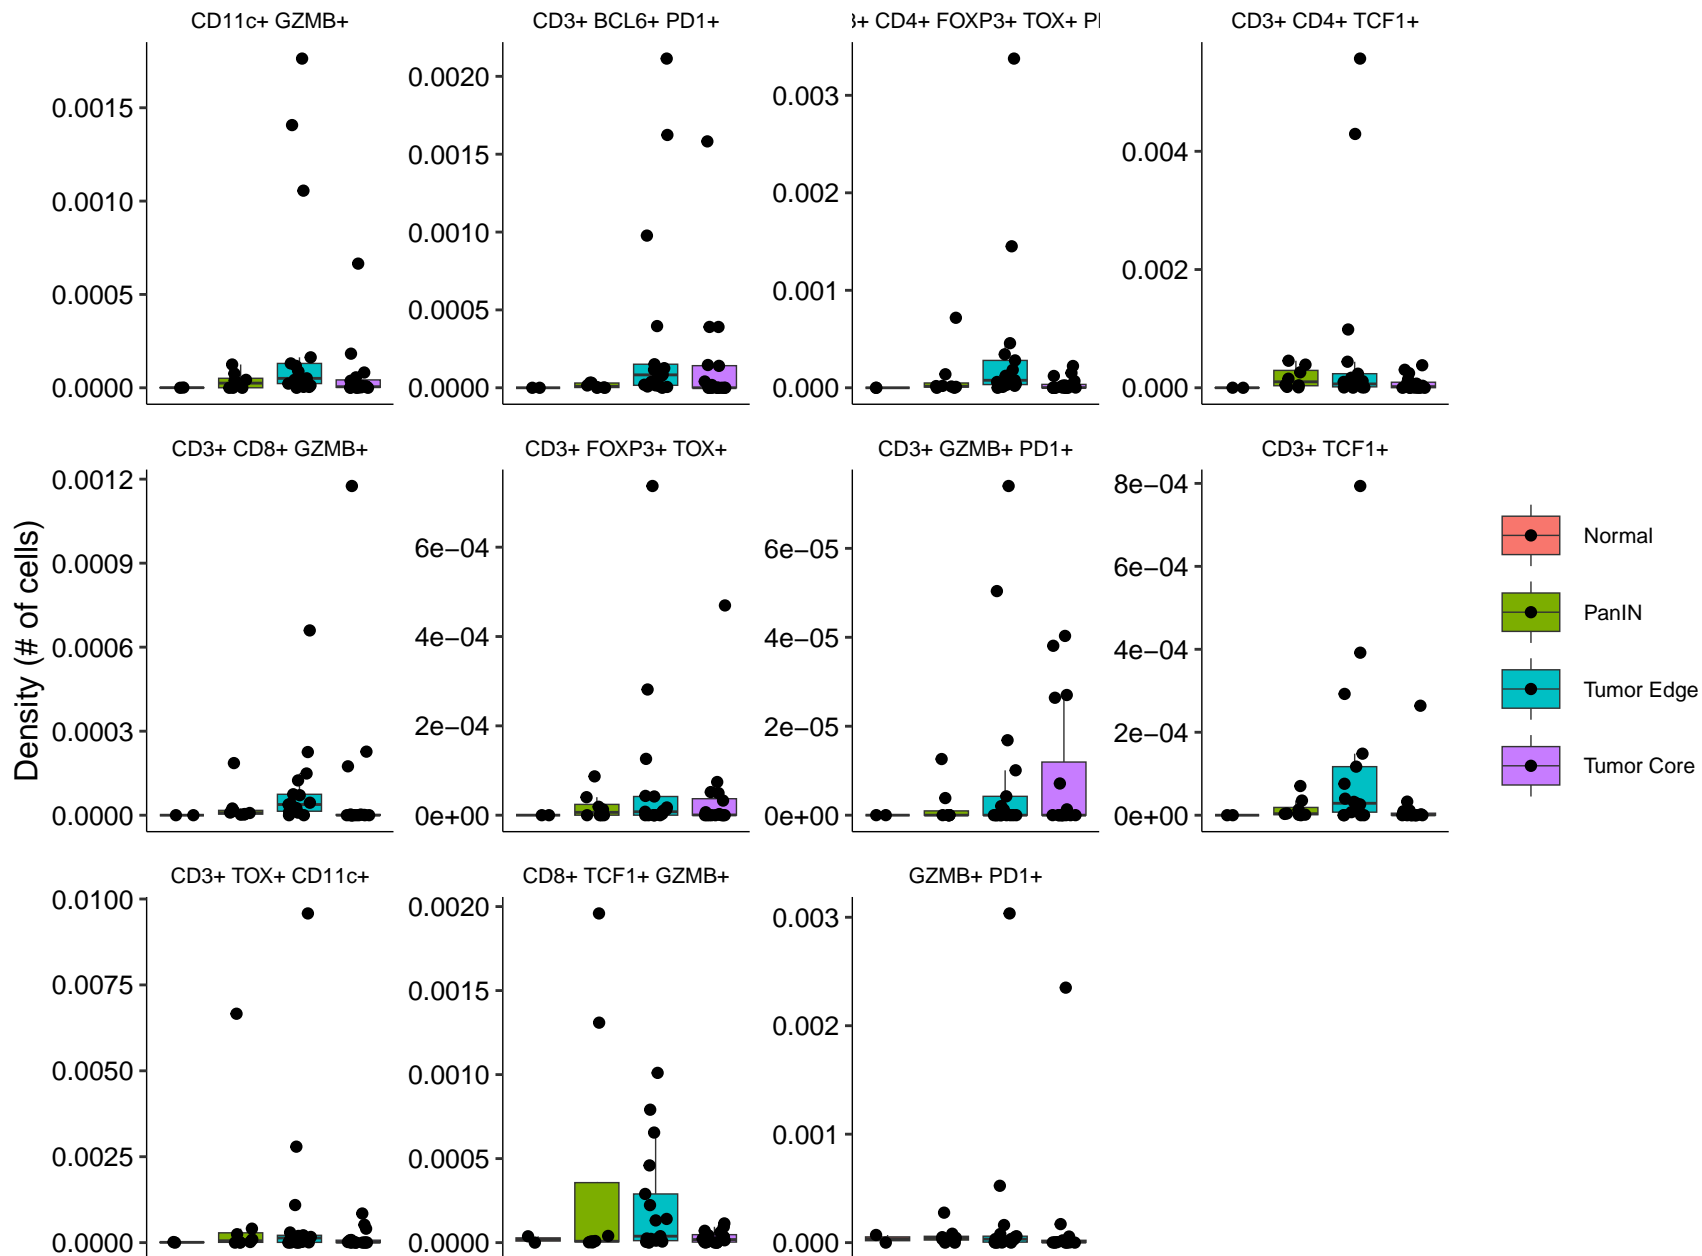 CD11c+ GZMB+
CD3+ BCL6+ PD1+
CD4+ FOXP3+ TOX+
CD3+ CD4+ TCF1+
0.0015
0.0010
0.0005
0.0000
0.0020
0.0015
0.0010
0.0005
0.0000
0.003
0.002
0.001
0.000
0.004
0.002
0.000
CD3+ CD8+ GZMB+
CD3+ FOXP3+ TOX+
CD3+ GZMB+ PD1+
CD3+ TCF1+
Density (# of cells)
0.0012
0.0009
0.0006
0.0003
0.0000
6e−04
4e−04
2e−04
0e+00
6e−05
4e−05
2e−05
0e+00
8e−04
6e−04
4e−04
2e−04
0e+00
CD3+ TOX+ CD11c+
CD8+ TCF1+ GZMB+
GZMB+ PD1+
0.0100
0.0075
0.0050
0.0025
0.0000
0.0020
0.0015
0.0010
0.0005
0.0000
0.003
0.002
0.001
0.000
Normal
PanIN
Tumor Edge
Tumor Core